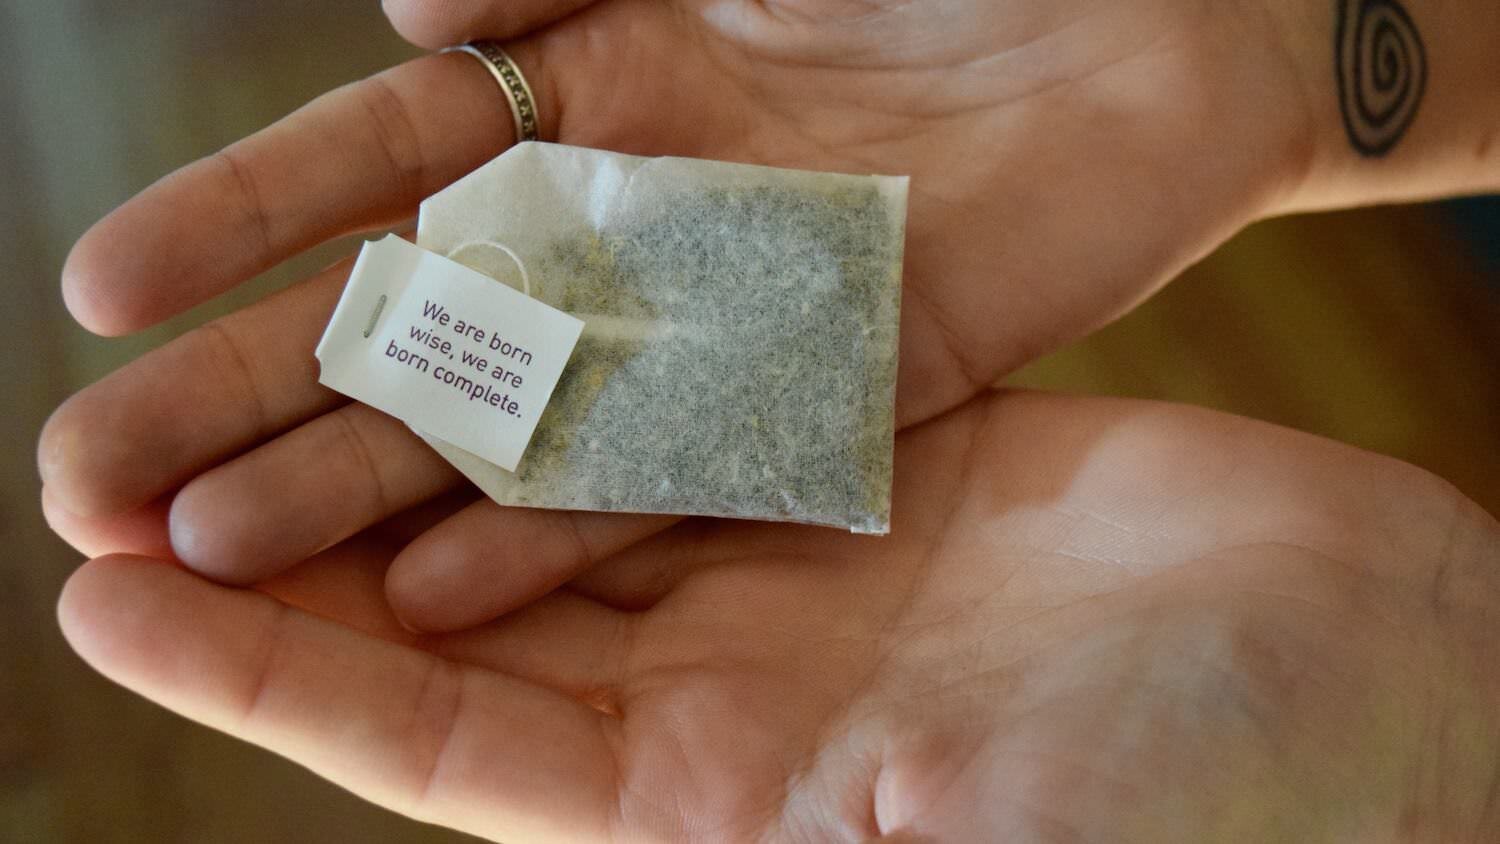 We are born
wise, we are
born complete.